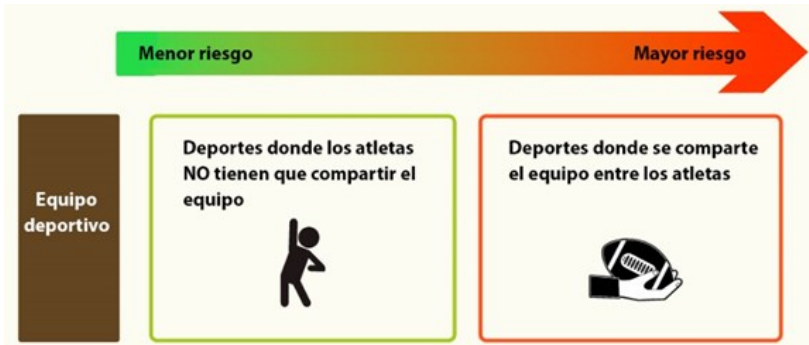 Menor riesgo
Mayor riesgo
Equipo
deportivo
Deportes donde los atletas
NO tienen que compartir el
equipo
Deportes donde se comparte
el equipo entre los atletas